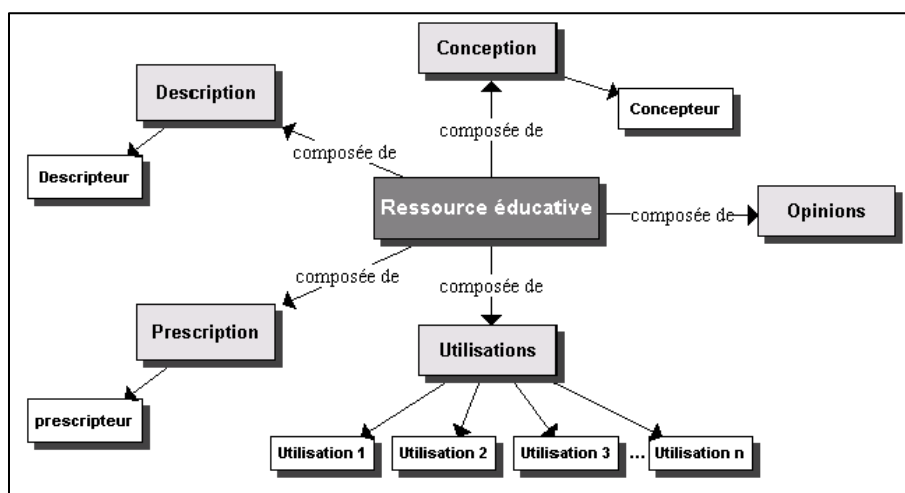 Conception
Description
Concepteur
composée de
composée de
Descripteur
Ressource éducative
composée de
Opinions
composée de
composée de
Prescription
Utilisations
prescripteur
Utilisation 1
Utilisation 2
Utilisation 3
...
Utilisation n